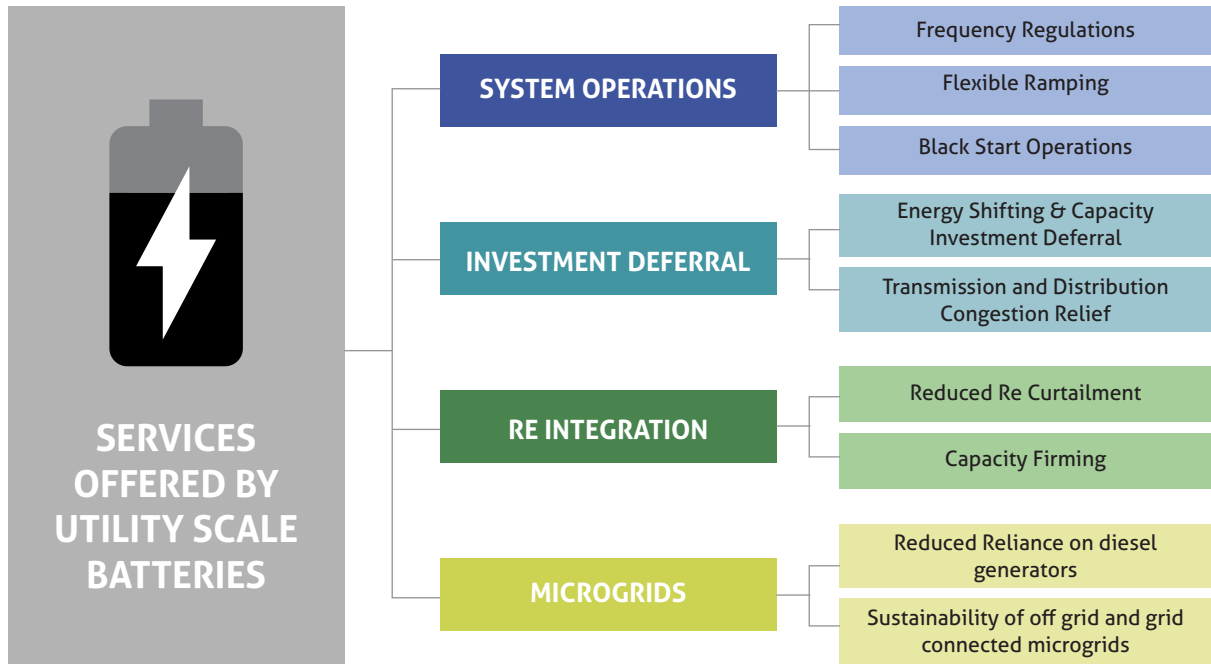 SERVICES
OFFERED BY
UTILITY SCALE
BATTERIES
SYSTEM OPERATIONS
Frequency Regulations
Flexible Ramping
Black Start Operations
INVESTMENT DEFERRAL
Energy Shifting & Capacity
Investment Deferral
Transmission and Distribution
Congestion Relief
RE INTEGRATION
Reduced Re Curtailment
Capacity Firming
MICROGRIDS
Reduced Reliance on diesel
generators
Sustainability of off grid and grid
connected microgrids